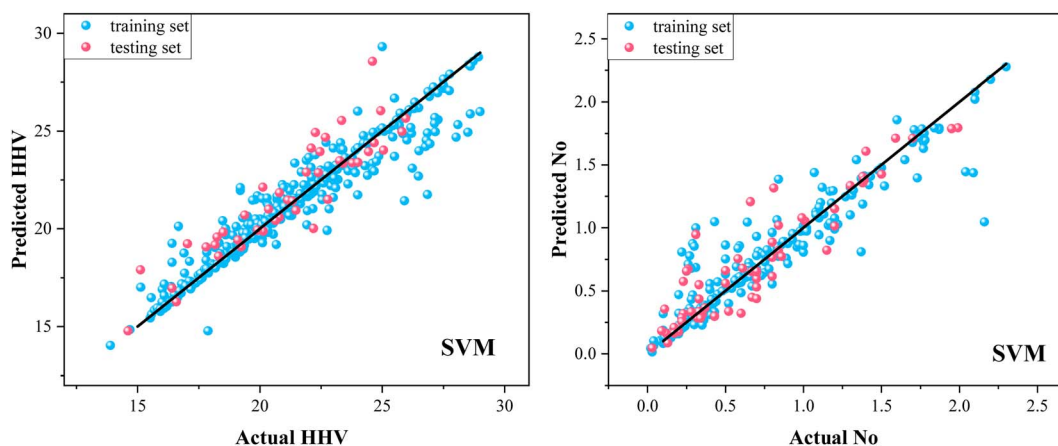 training set
testing set
30
25
20
15
SVM
15
20
25
30
Predicted HHV
Actual HHV
training set
testing set
2.5
2.0
1.5
1.0
0.5
0.0
SVM
0.0
0.5
1.0
1.5
2.0
2.5
Predicted No
Actual No